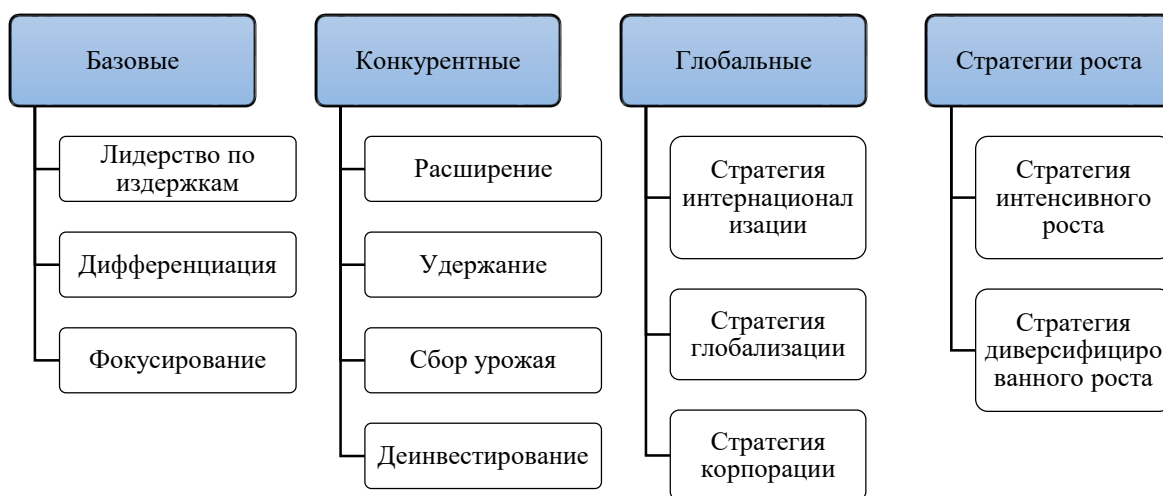 Базовые
Лидерство по
издержкам
Дифференциация
Фокусирование
Конкурентные
Расширение
Удержание
Сбор урожая
Деинвестирование
Глобальные
Стратегия
интернационал
изации
Стратегия
глобализации
Стратегия
корпорации
Стратегии роста
Стратегия
интенсивного
роста
Стратегия
диверсифициро
ванного роста